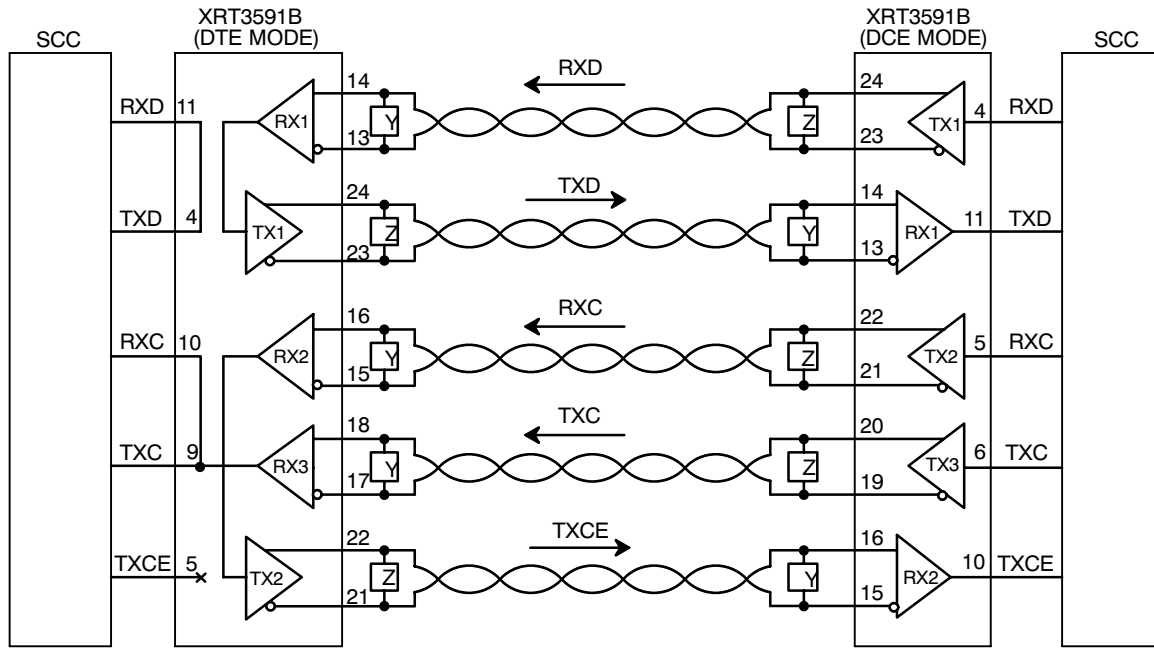 XRT3591B
(DTE MODE)
XRT3591B
(DCE MODE)
SCC
SCC
RXD 11
14
RX1
13
Y
RXD
Z
24
23
TX1
4 RXD
TXD 4
24
TX1
23
Z
TXD
Y
14
13
RX1
11 TXD
RXC 10
16
RX2
15
Y
RXC
Z
22
21
TX2
5 RXC
TXC 9
18
RX3
17
Y
TXC
Z
20
19
TX3
6 TXC
TXCE 5
22
TX2
21
Z
TXCE
Y
16
15
RX2
10 TXCE